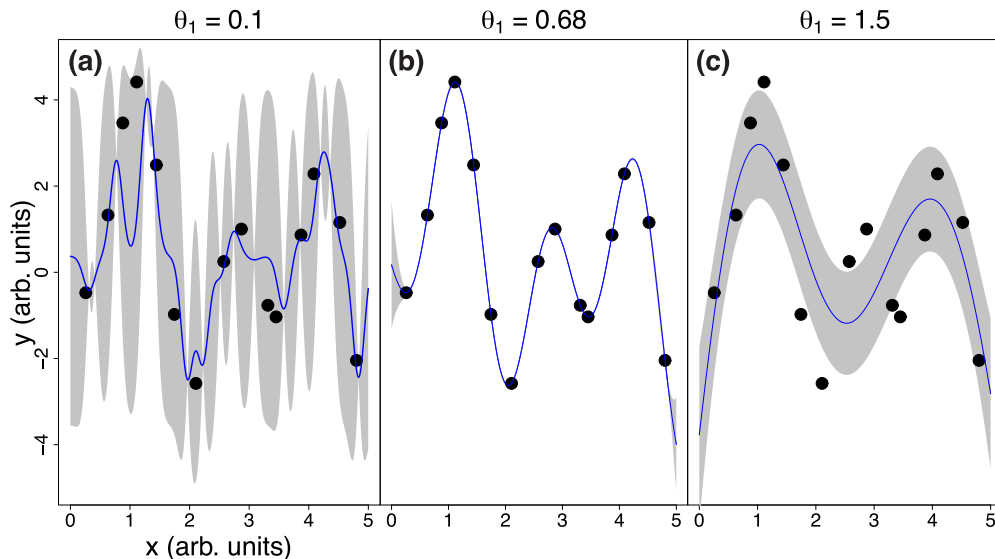 θ1 = 0.1
θ1 = 0.68
θ1 = 1.5
(a)
(b)
(c)
y (arb. units)
4
2
0
−2
−4
0 1 2 3 4 5
0 1 2 3 4 5
0 1 2 3 4 5
x (arb. units)